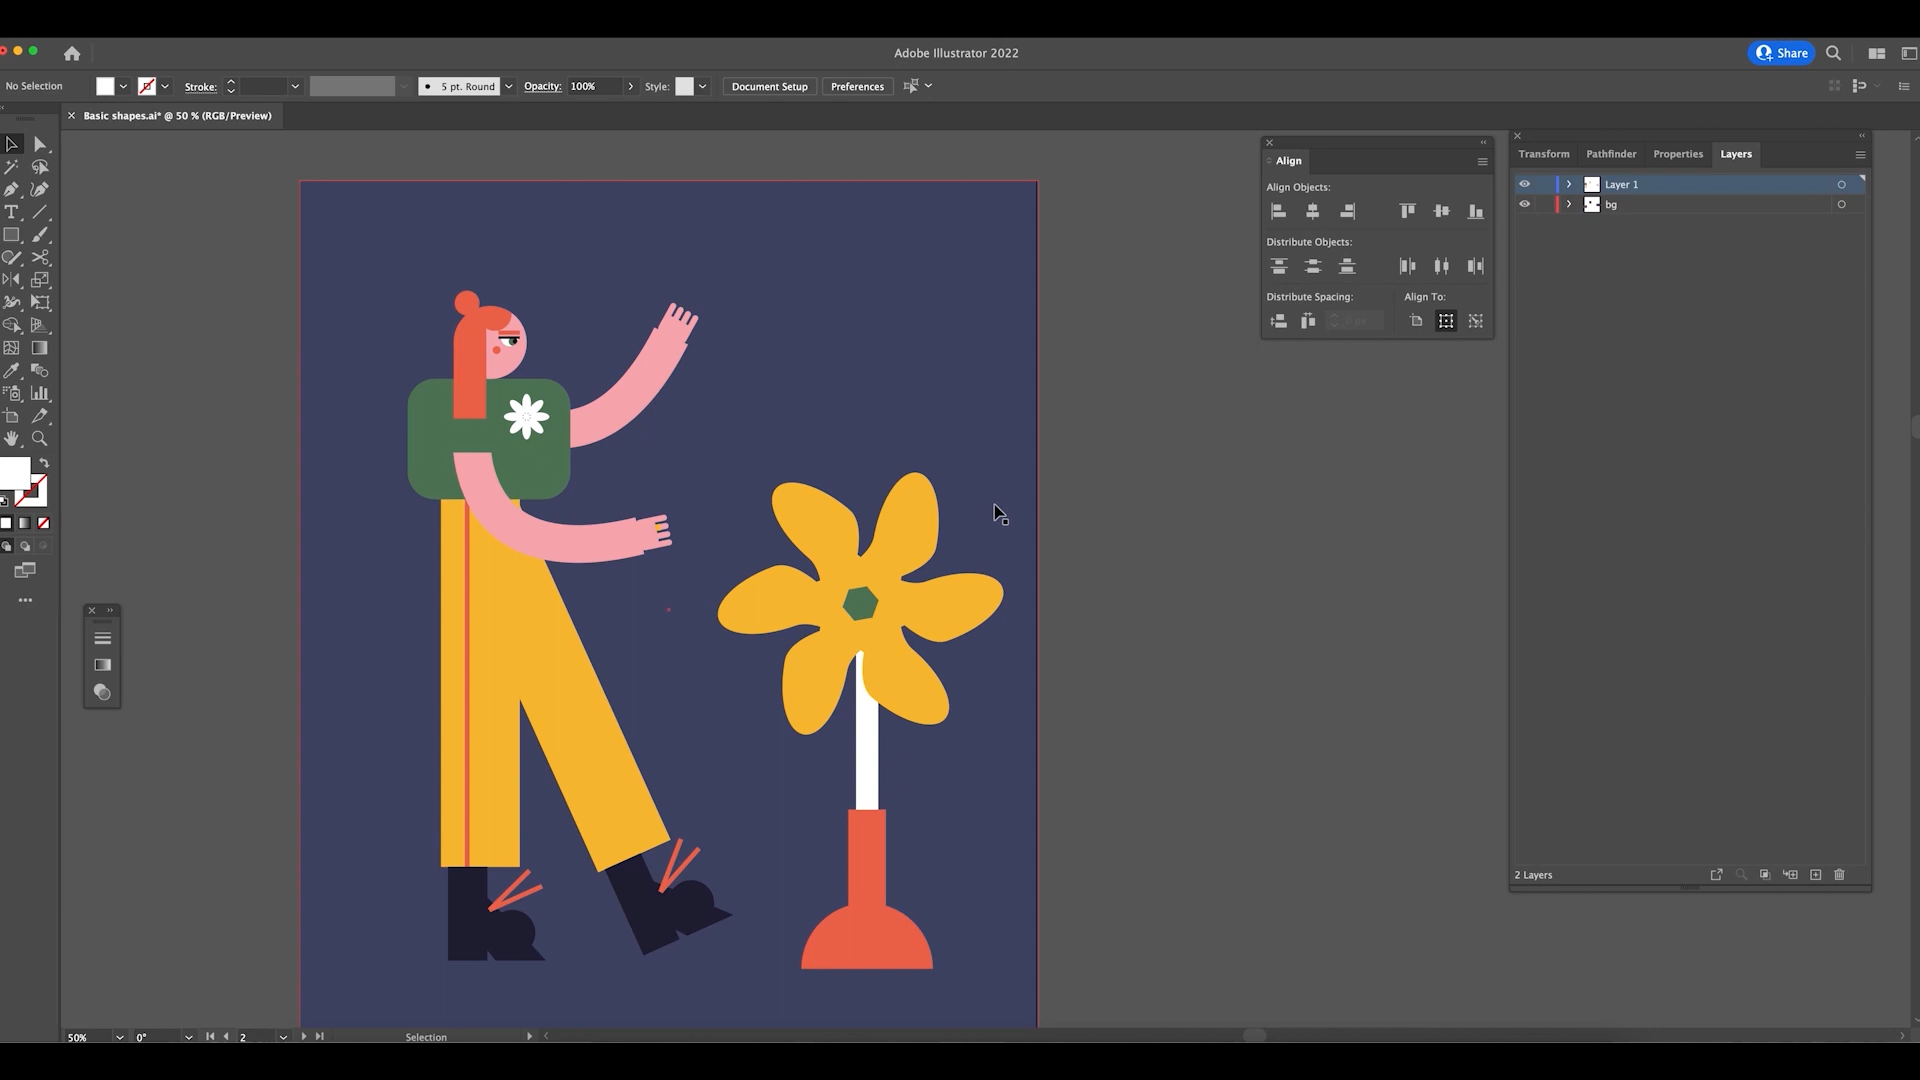 Adobe Illustrator 2022
Share
No Selection
Stroke:
5 pt. Round
Opacity:
100%
Style:
Document Setup
Preferences
Basic shapes.ai* @ 50 % (RGB/Preview)
Align
Align Objects:
Distribute Objects:
Distribute Spacing:
Align To:
0 px
Transform
Pathfinder
Properties
Layers
Layer 1
bg
2 Layers
50%
0°
2
Selection